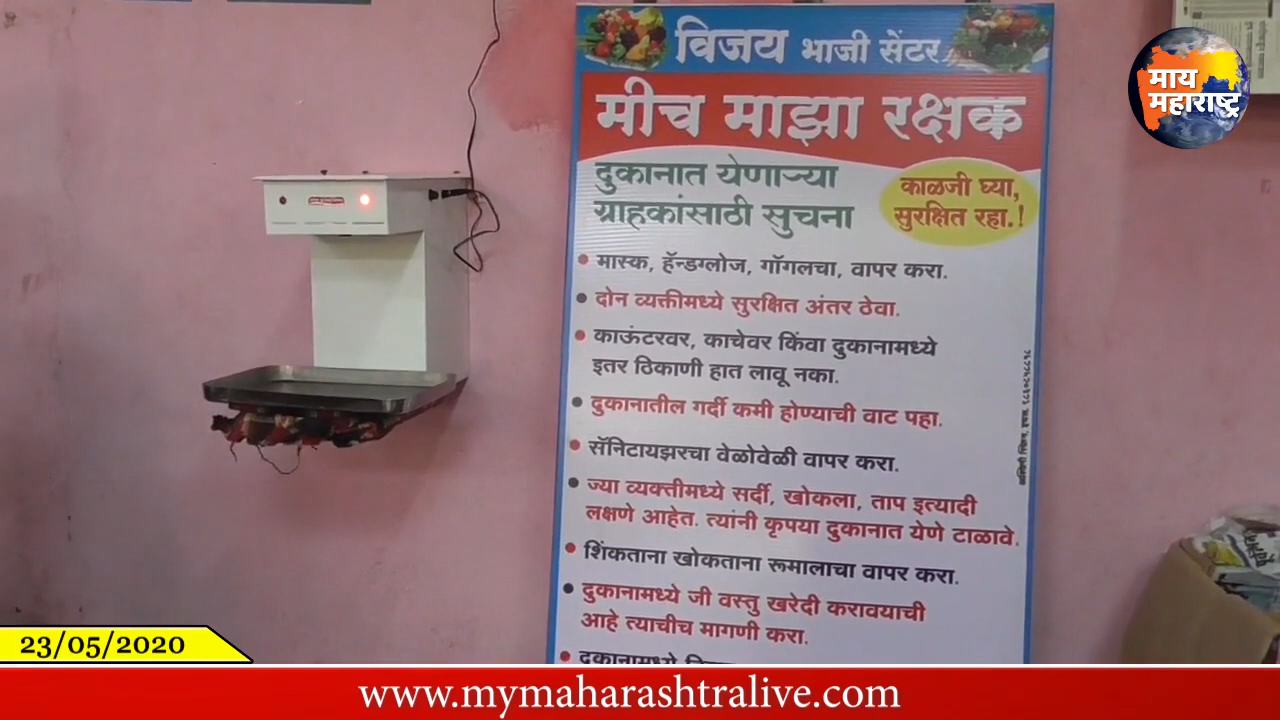 विजय भाजी सेंटर
माय
महाराष्ट्र
मीच माझा रक्षक
दुकानात येणाऱ्या
ग्राहकांसाठी सुचना
काळजी घ्या,
सुरक्षित रहा.!
मास्क, हॅन्डग्लोज, गॉगलचा, वापर करा.
दोन व्यक्तीमध्ये सुरक्षित अंतर ठेवा.
काऊंटरवर, काचेवर किंवा दुकानामध्ये
इतर ठिकाणी हात लावू नका.
दुकानातील गर्दी कमी होण्याची वाट पहा.
सॅनिटायझरचा वेळोवेळी वापर करा.
ज्या व्यक्तीमध्ये सर्दी, खोकला, ताप इत्यादी
लक्षणे आहेत. त्यांनी कृपया दुकानात येणे टाळावे.
शिंकताना खोकताना रूमालाचा वापर करा.
दुकानामध्ये जी वस्तु खरेदी करावयाची
आहे त्याचीच मागणी करा.
दुकानामध्ये
23/05/2020
www.mymaharashtralive.com